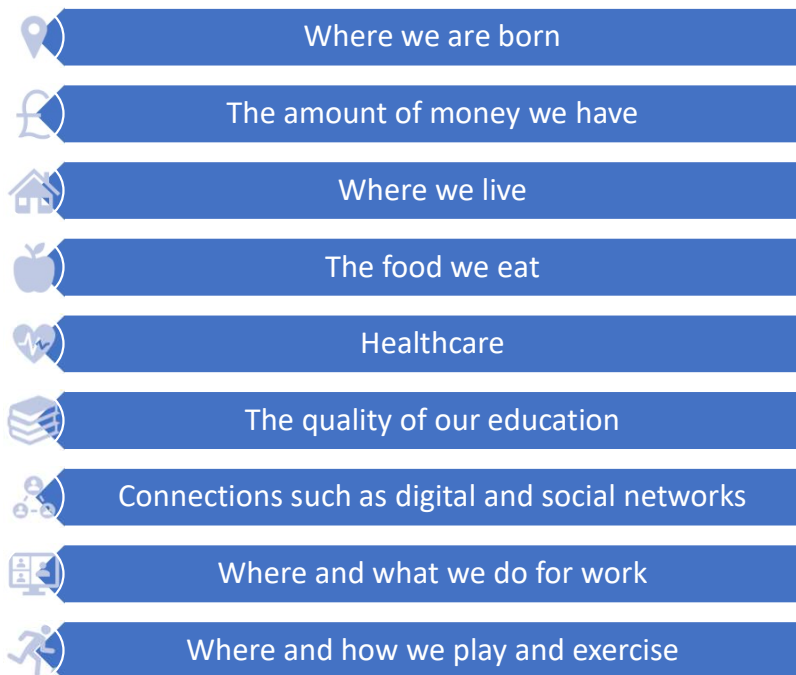 Where we are born
The amount of money we have
Where we live
The food we eat
Healthcare
The quality of our education
Connections such as digital and social networks
Where and what we do for work
Where and how we play and exercise